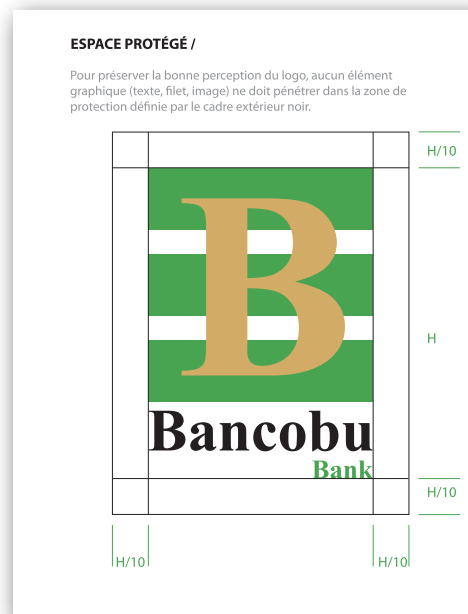 ESPACE PROTÉGÉ /
Pour préserver la bonne perception du logo, aucun élément
graphique (texte, filet, image) ne doit pénétrer dans la zone de
protection définie par le cadre extérieur noir.
H/10
B
H
Bancobu
Bank
H/10
H/10
H/10